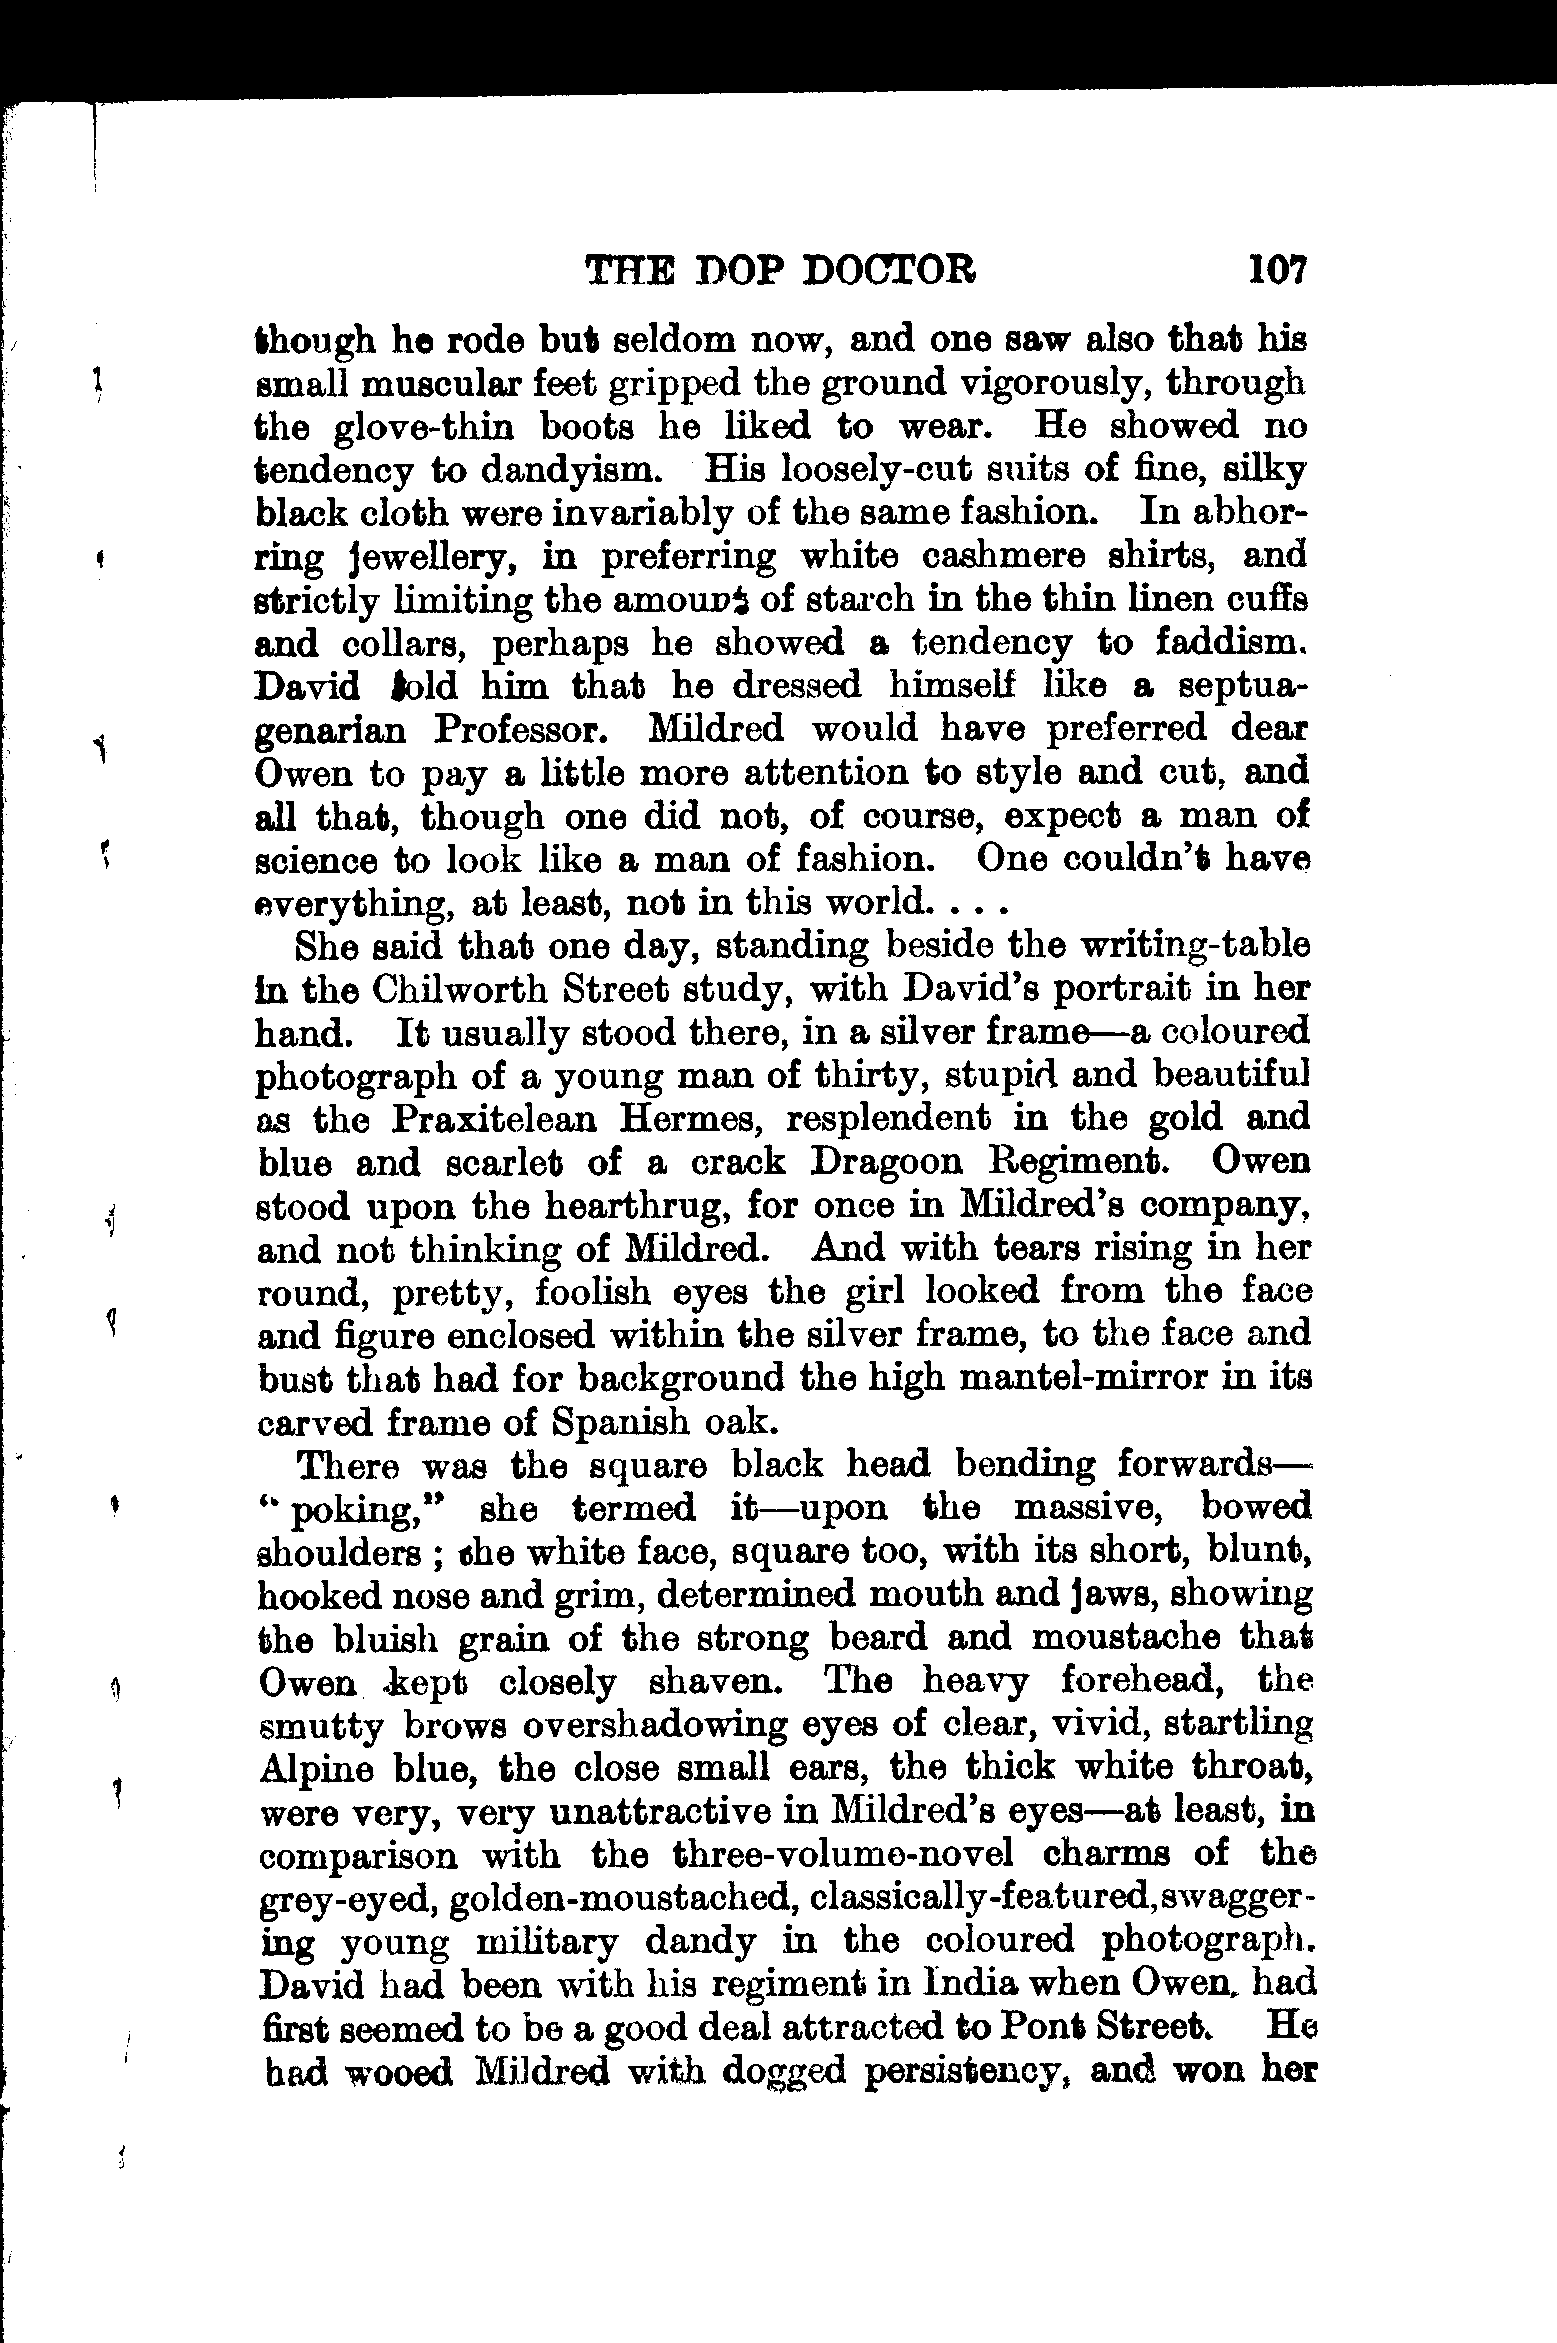 THE DOP DOCTOR 107
though he rode but seldom now, and one saw also that his
small muscular feet gripped the ground vigorously, through
the glove-thin boots he liked to wear. He showed no
tendency to dandyism. His loosely-cut suits of fine, silky
black cloth were invariably of the same fashion. In abhor-
ring jewellery, in preferring white cashmere shirts, and
strictly limiting the amount of starch in the thin linen cuffs
and collars, perhaps he showed a tendency to faddism.
David told him that he dressed himself like a septua-
genarian Professor. Mildred would have preferred dear
Owen to pay a little more attention to style and cut, and
all that, though one did not, of course, expect a man of
science to look like a man of fashion. One couldn't have
everything, at least, not in this world. . . .
She said that one day, standing beside the writing-table
in the Chilworth Street study, with David's portrait in her
hand. It usually stood there, in a silver frame—a coloured
photograph of a young man of thirty, stupid and beautiful
as the Praxitelean Hermes, resplendent in the gold and
blue and scarlet of a crack Dragoon Regiment. Owen
stood upon the hearthrug, for once in Mildred's company,
and not thinking of Mildred. And with tears rising in her
round, pretty, foolish eyes the girl looked from the face
and figure enclosed within the silver frame, to the face and
bust that had for background the high mantel-mirror in its
carved frame of Spanish oak.
There was the square black head bending forwards—
"poking," she termed it—upon the massive, bowed
shoulders ; the white face, square too, with its short, blunt,
hooked nose and grim, determined mouth and jaws, showing
the bluish grain of the strong beard and moustache that
Owen kept closely shaven. The heavy forehead, the
smutty brows overshadowing eyes of clear, vivid, startling
Alpine blue, the close small ears, the thick white throat,
were very, very unattractive in Mildred's eyes—at least, in
comparison with the three-volume-novel charms of the
grey-eyed, golden-moustached, classically-featured, swagger-
ing young military dandy in the coloured photograph.
David had been with his regiment in India when Owen had
first seemed to be a good deal attracted to Pont Street. He
had wooed Mildred with dogged persistency, and won her